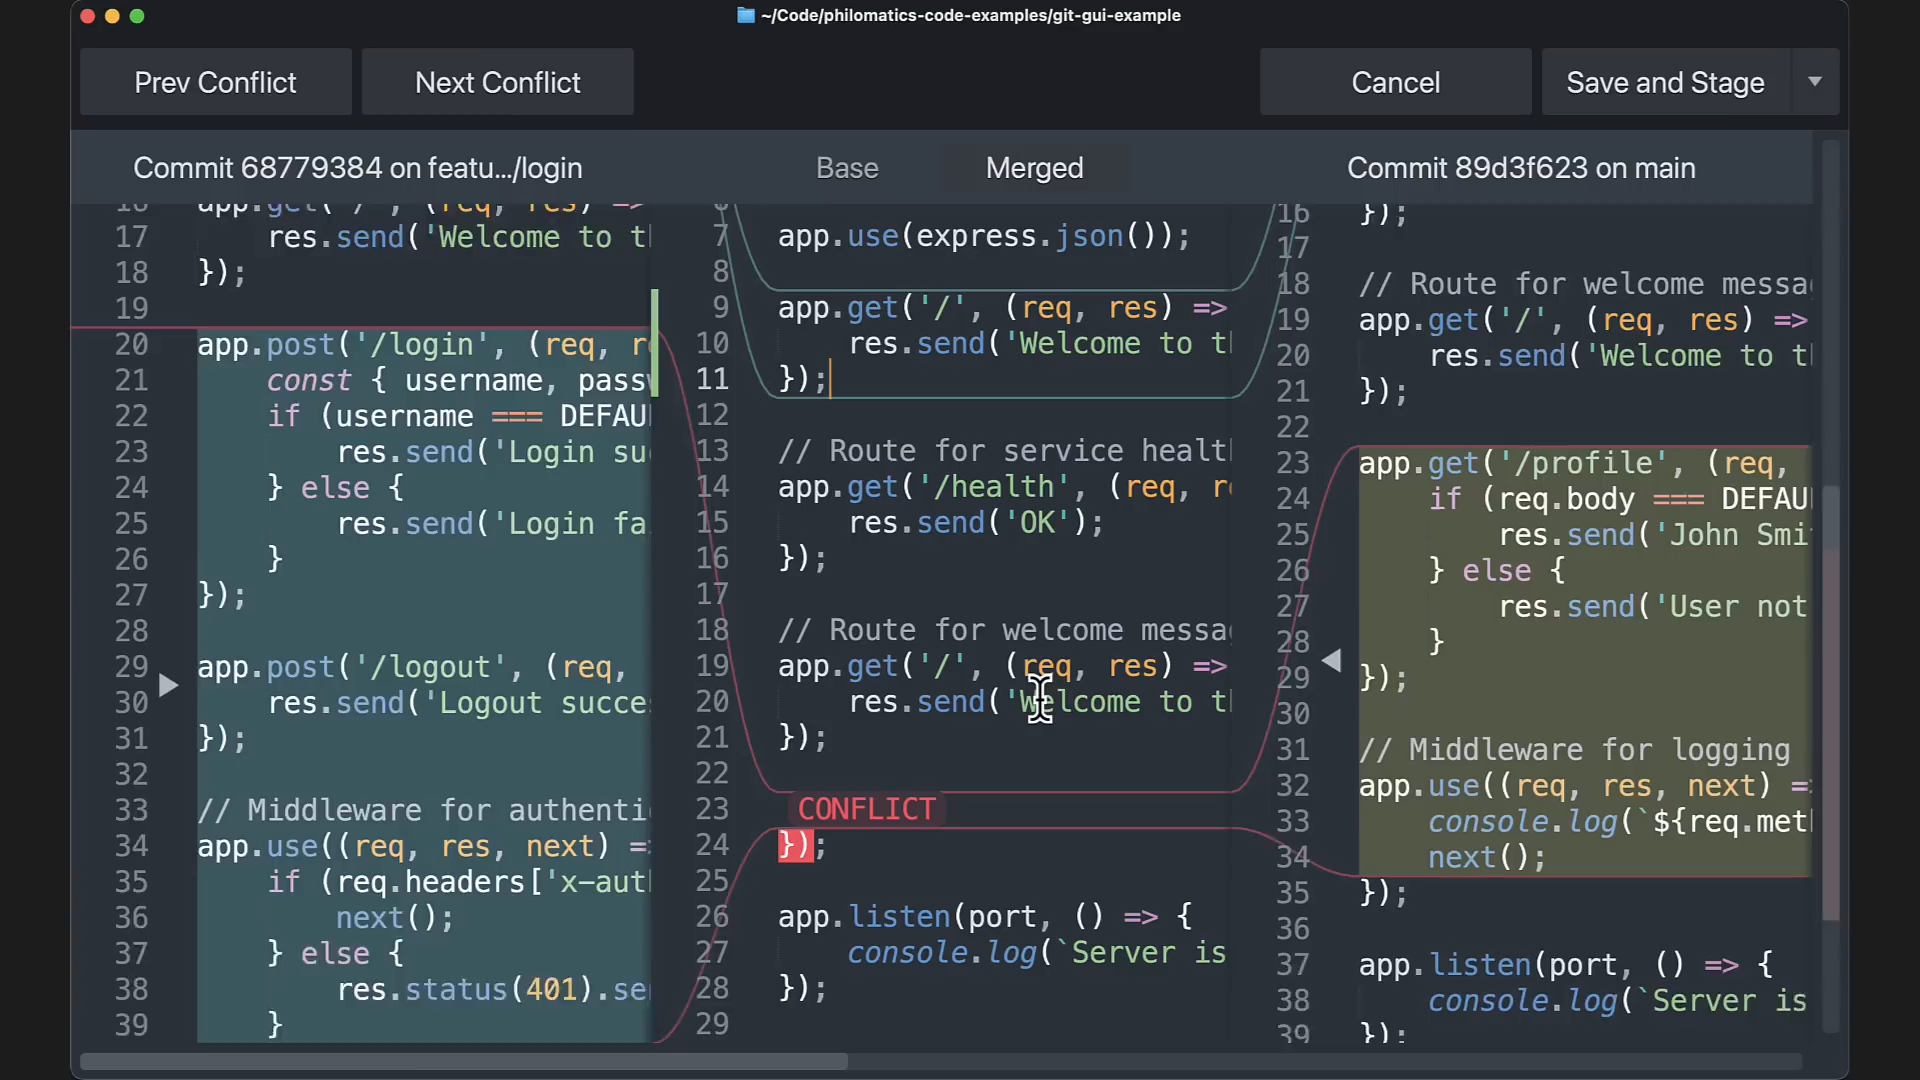 ~/Code/philomatics-code-examples/git-gui-example
Prev Conflict
Next Conflict
Cancel
Save and Stage
Commit 68779384 on featu.../login
16 app.get('/', (req, res) =>
17 res.send('Welcome to t
18 });
19
20 app.post('/login', (req, r
21 const { username, passw
22 if (username === DEFAU
23 res.send('Login su
24 } else {
25 res.send('Login fa
26 }
27 });
28
29 app.post('/logout', (req,
30 res.send('Logout succe
31 });
32
33 // Middleware for authenti
34 app.use((req, res, next) =
35 if (req.headers['x-aut
36 next();
37 } else {
38 res.status(401).se
39 }
Base
Merged
6
7 app.use(express.json());
8
9 app.get('/', (req, res) =>
10 res.send('Welcome to t
11 });
12
13 // Route for service healt
14 app.get('/health', (req, r
15 res.send('OK');
16 });
17
18 // Route for welcome messa
19 app.get('/', (req, res) =>
20 res.send('Welcome to t
21 });
22
23 CONFLICT
24 });
25
26 app.listen(port, () => {
27 console.log(`Server is
28 });
29
Commit 89d3f623 on main
16 });
17
18 // Route for welcome messa
19 app.get('/', (req, res) =>
20 res.send('Welcome to t
21 });
22
23 app.get('/profile', (req,
24 if (req.body === DEFAU
25 res.send('John Smi
26 } else {
27 res.send('User not
28 }
29 });
30
31 // Middleware for logging
32 app.use((req, res, next) =
33 console.log(`${req.met
34 next();
35 });
36
37 app.listen(port, () => {
38 console.log(`Server is
39 });